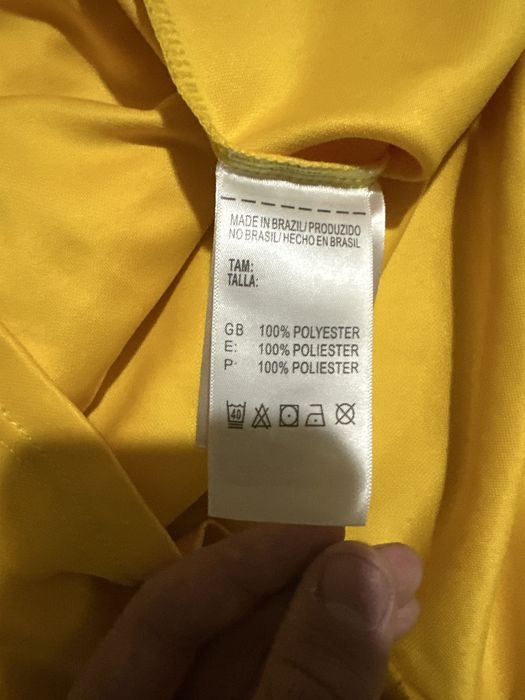 MADE IN BRAZIL/ PRODUZIDO
NO BRASIL/ HECHO EN BRASIL
TAM:
TALLA:
GB 100% POLYESTER
E: 100% POLIESTER
P: 100% POLIESTER
40